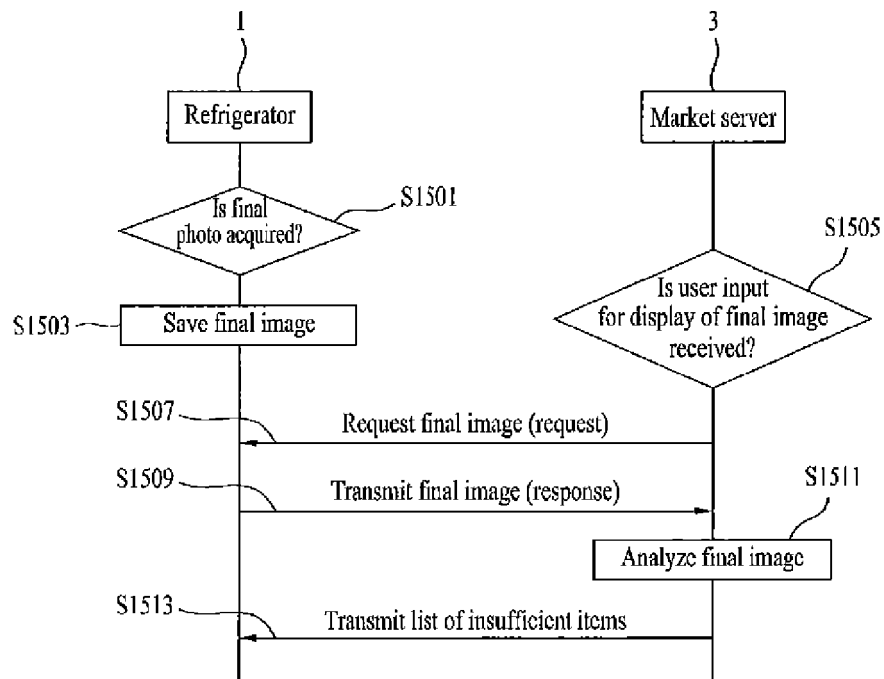 1
3
Refrigerator
Market server
Is final
photo acquired?
S1501
S1505
Is user input
for display of final image
received?
S1503
Save final image
S1507
Request final image (request)
S1509
Transmit final image (response)
S1511
Analyze final image
S1513
Transmit list of insufficient items